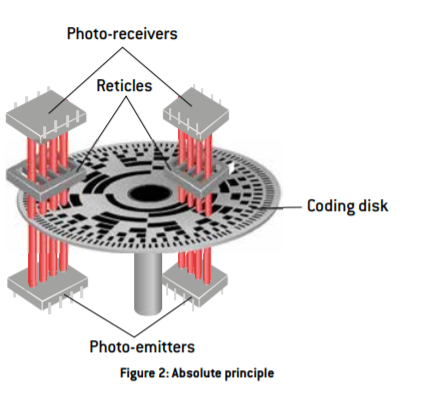 Photo-receivers
Reticles
Coding disk
Photo-emitters
Figure 2: Absolute principle